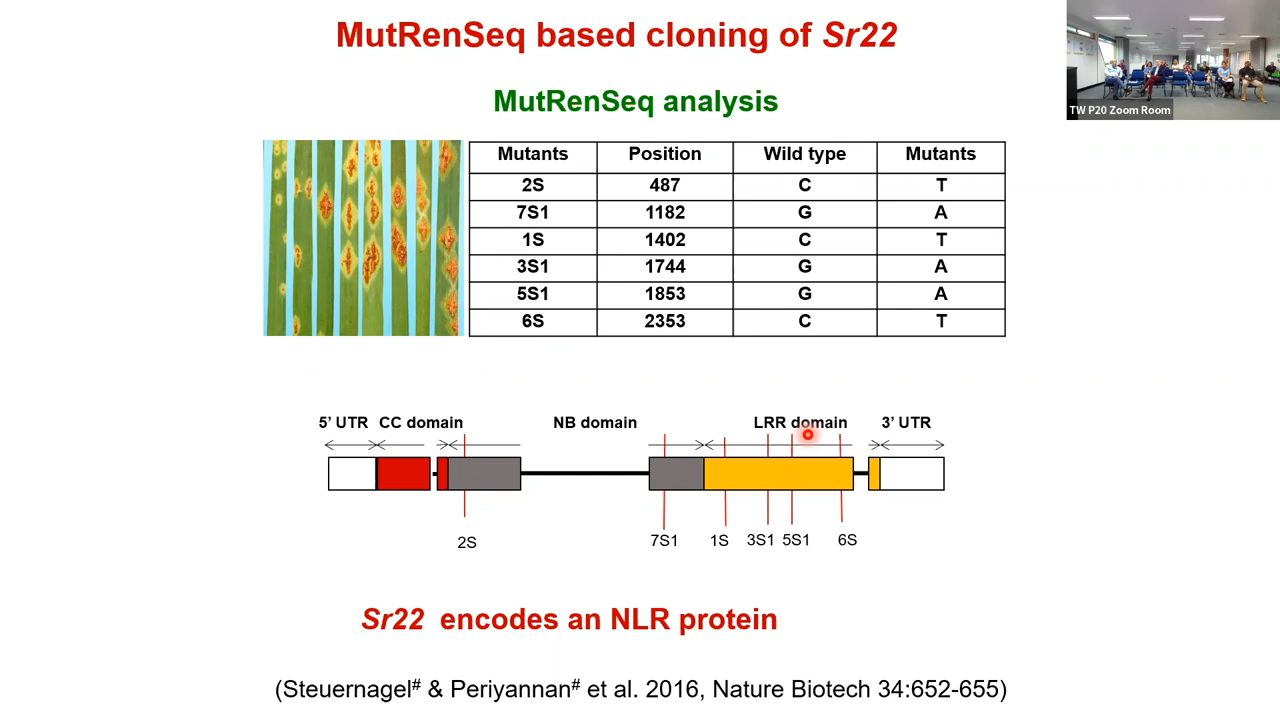 MutRenSeq based cloning of Sr22
TW P20 Zoom Room
MutRenSeq analysis
Mutants Position Wild type Mutants
2S 487 C T
7S1 1182 G A
1S 1402 C T
3S1 1744 G A
5S1 1853 G A
6S 2353 C T
5’ UTR CC domain NB domain LRR domain 3’ UTR
2S 7S1 1S 3S1 5S1 6S
Sr22 encodes an NLR protein
(Steuernagel# & Periyannan# et al. 2016, Nature Biotech 34:652-655)